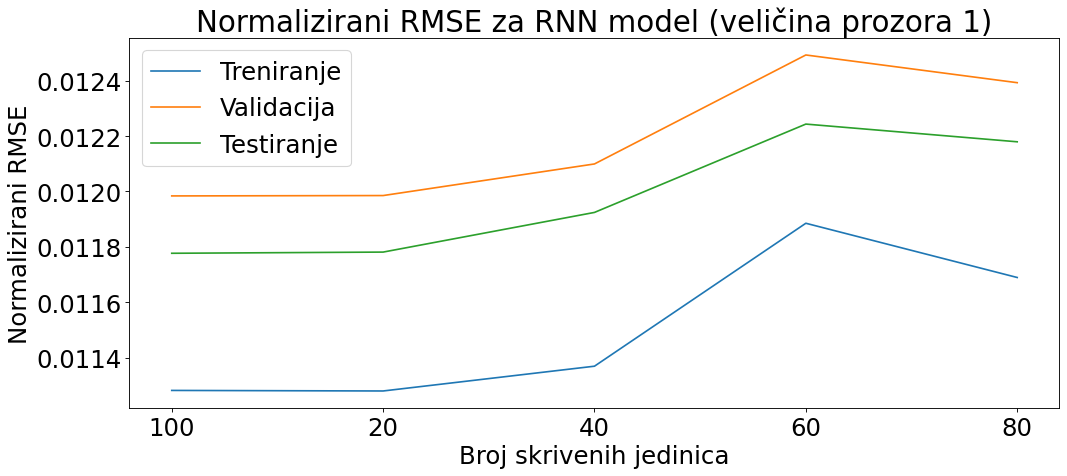 Normalizirani RMSE za RNN model (veličina prozora 1)
Treniranje
Validacija
Testiranje
Normalizirani RMSE
0.0124
0.0122
0.0120
0.0118
0.0116
0.0114
100 20 40 60 80
Broj skrivenih jedinica